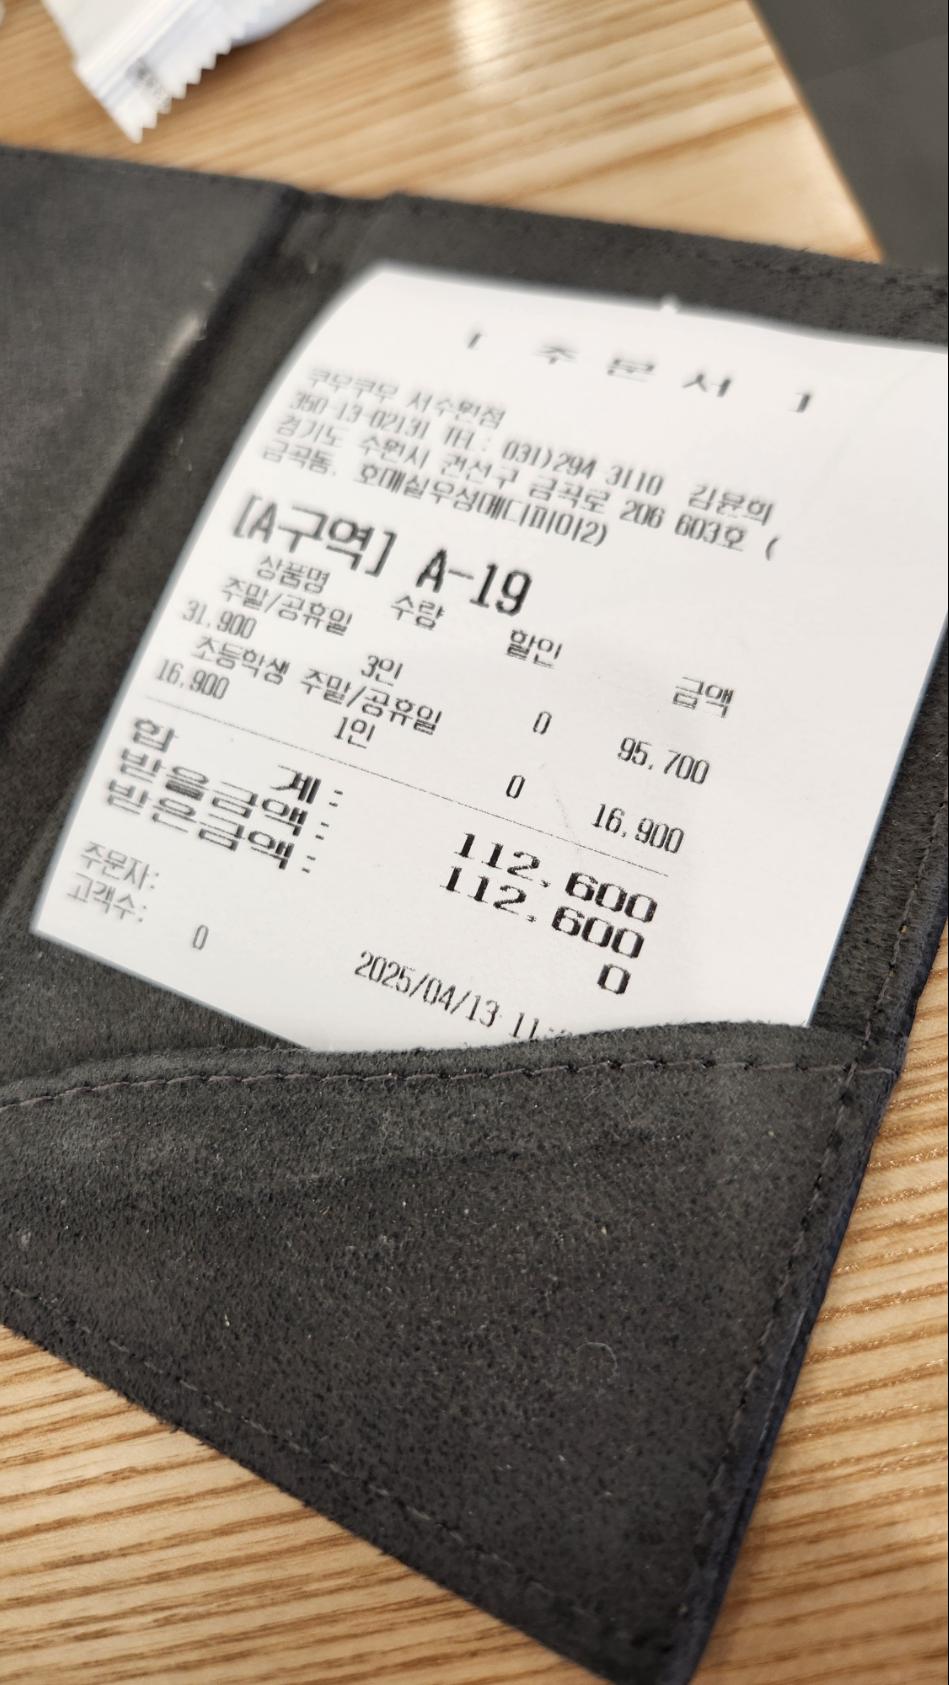 [ 주 문 서 ]
쿠우쿠우 서수원점
350-13-02131 TEL : 031)294-3110 김윤희
경기도 수원시 권선구 금곡로 206 603호 (
금곡동, 호매실우성메디피아2)
[A구역] A-19
상품명 수량 할인 금액
주말/공휴일
31,900 3인 0 95,700
초등학생 주말/공휴일
16,900 1인 0 16,900
합 계 : 112,600
받을금액 : 112,600
받은금액 : 0
주문자:
고객수: 0
2025/04/13 11: